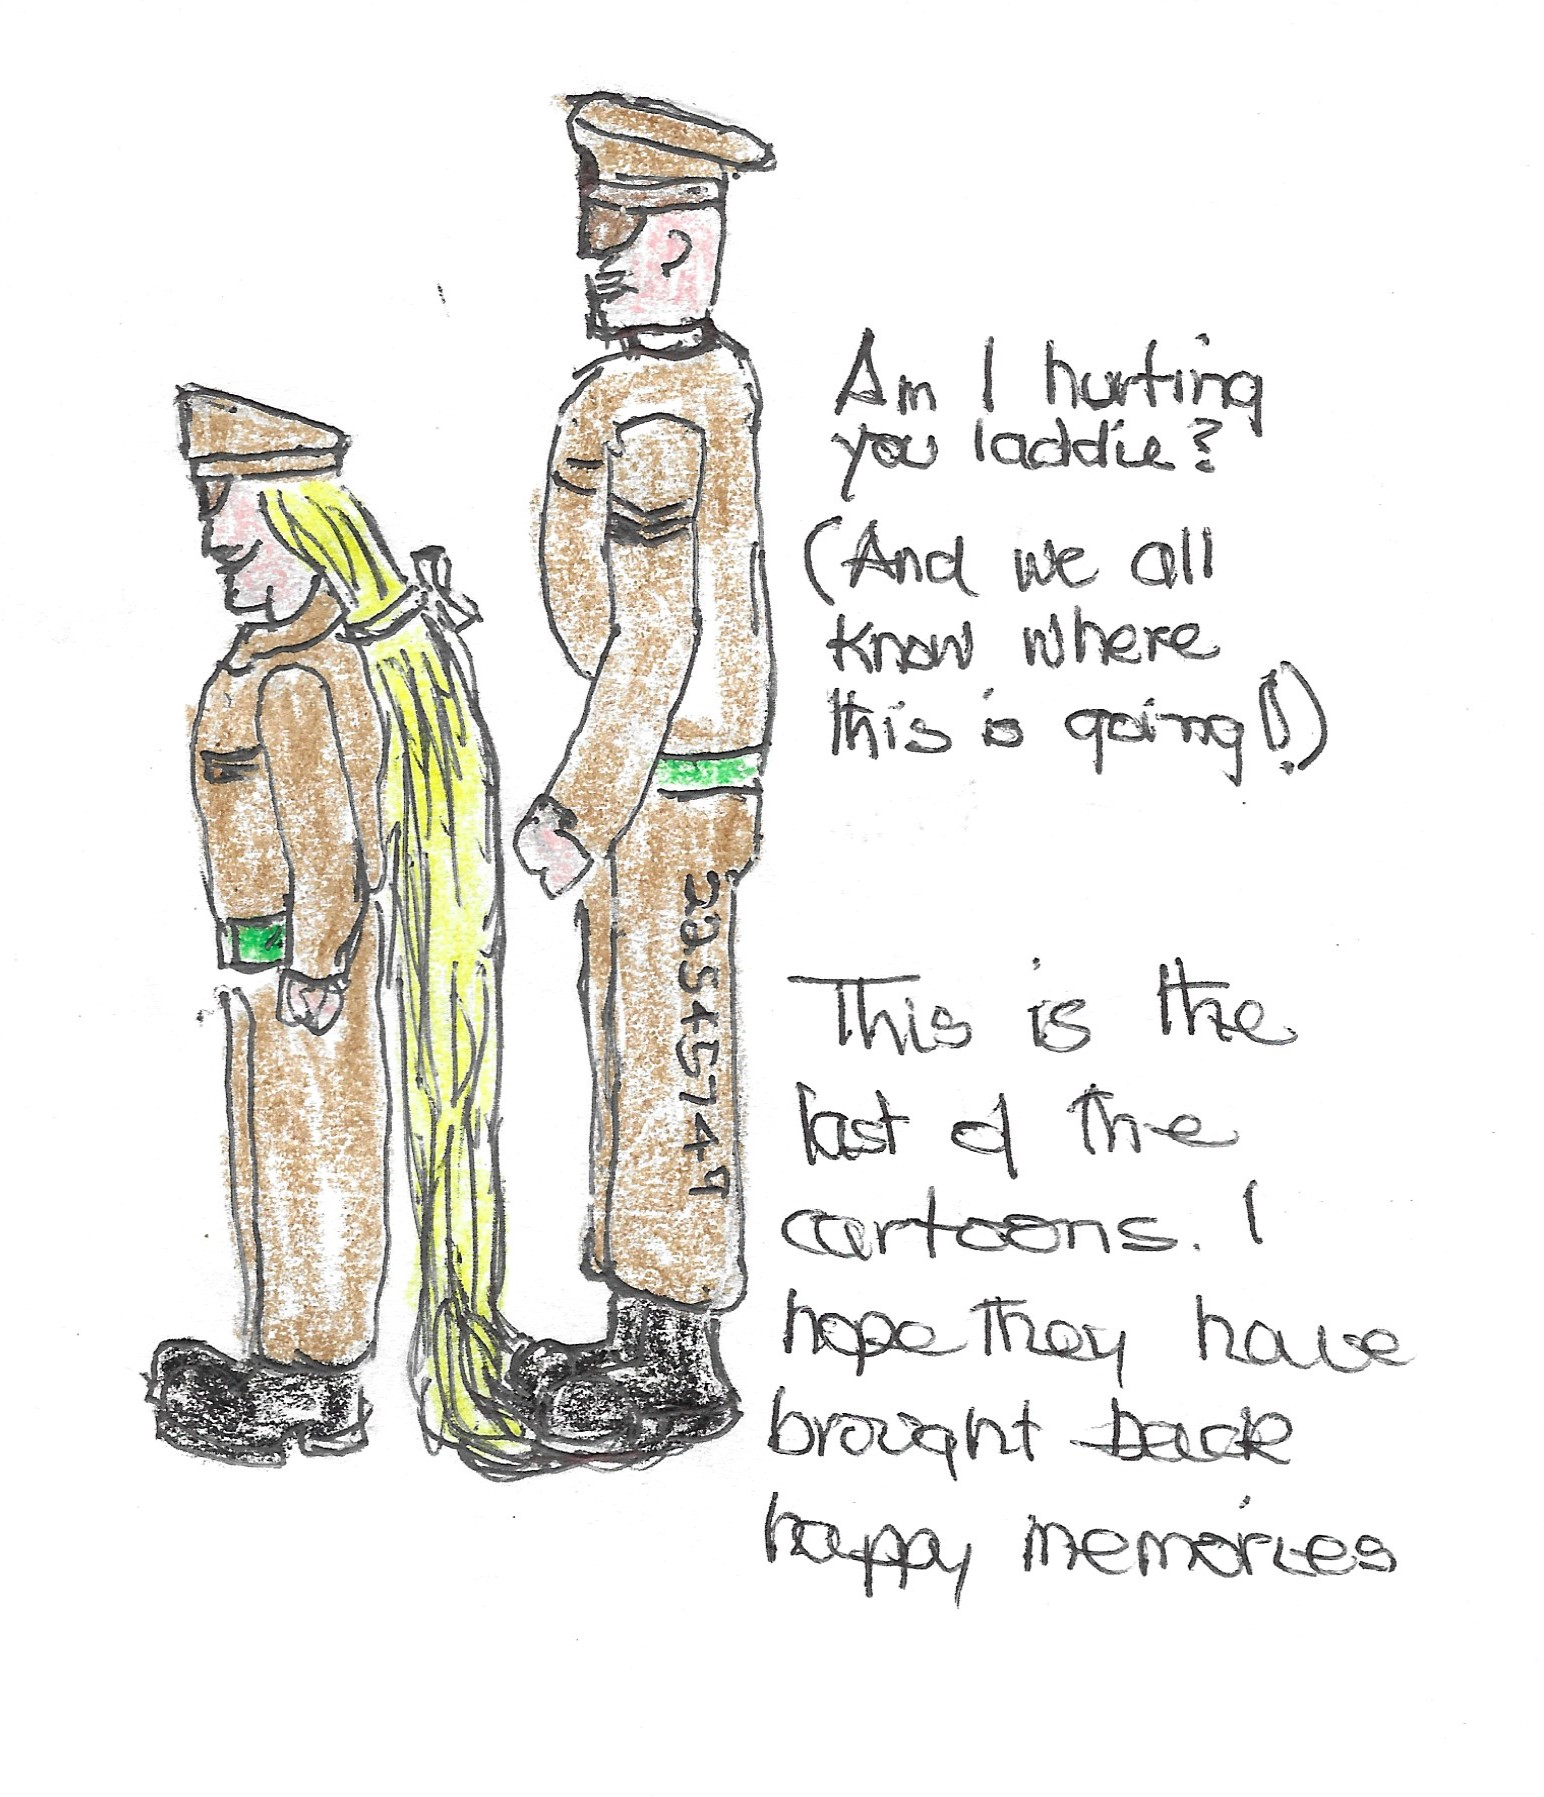 Am I hurting
you laddie?
(And we all
know where
this is going!!)
22545749
This is the
last of the
cartoons. I
hope they have
brought back
happy memories